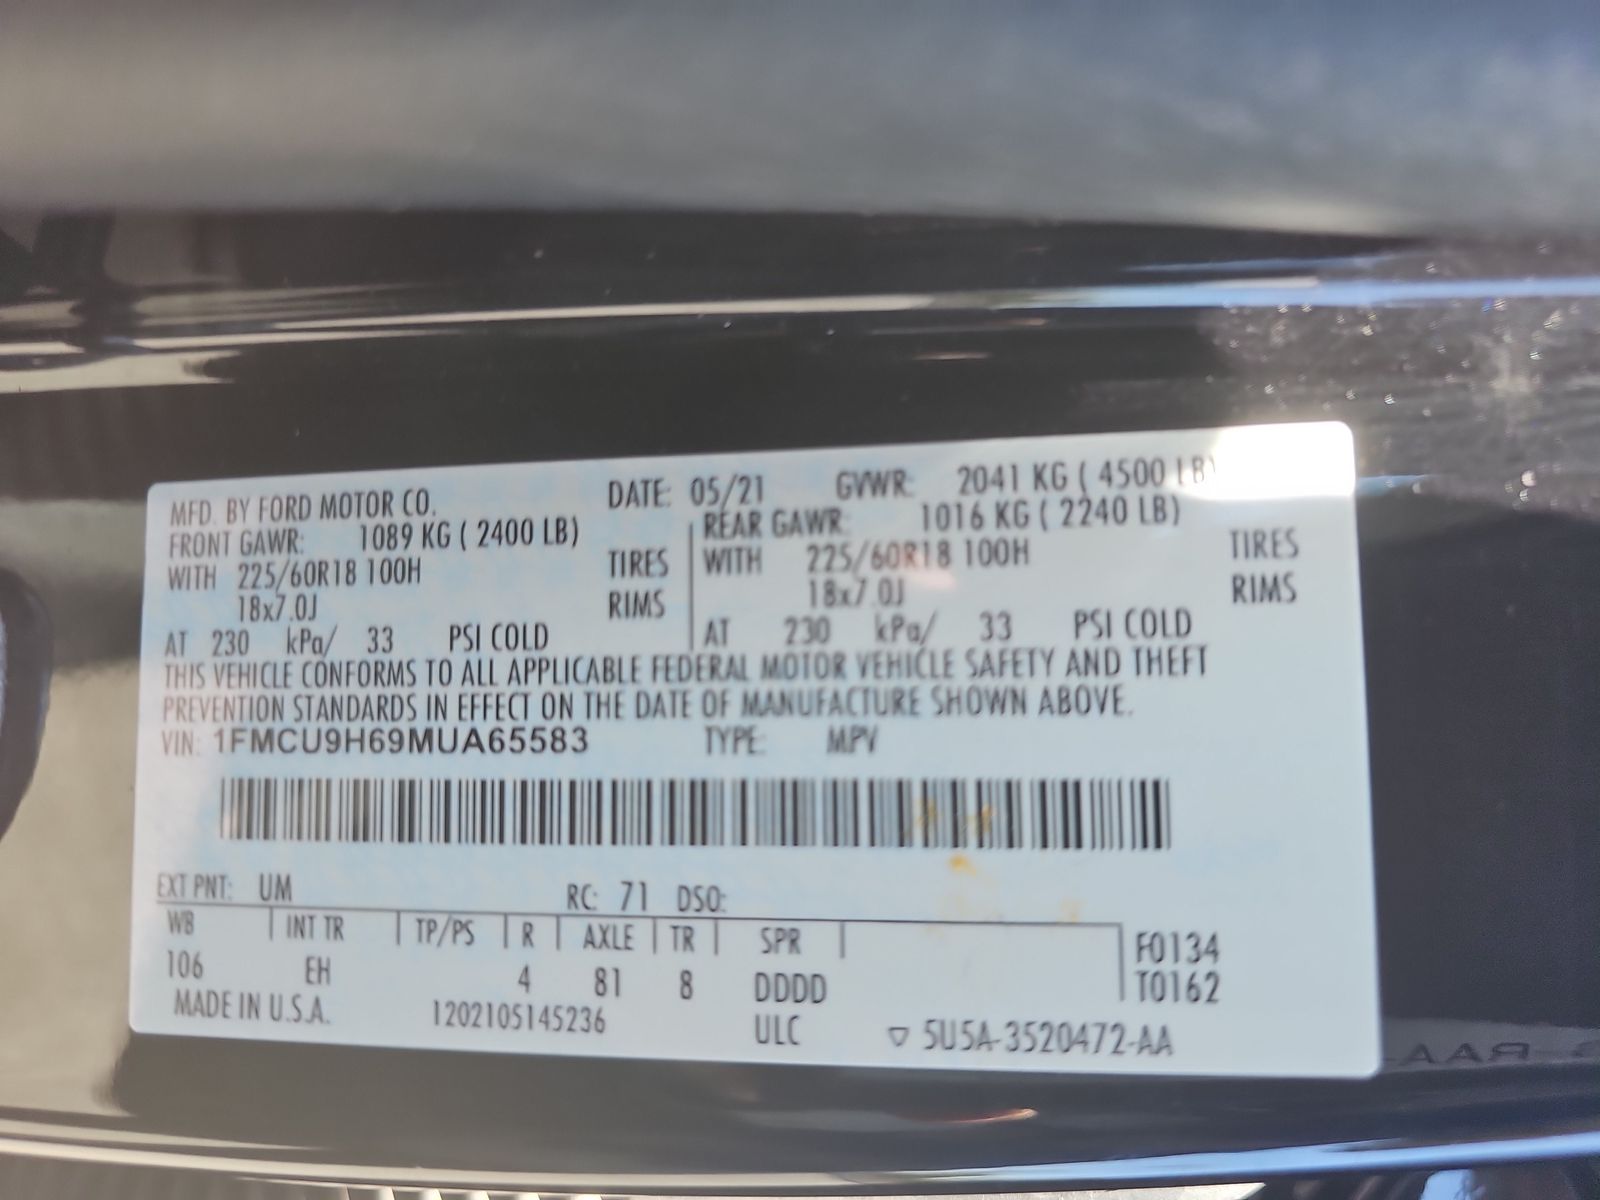 MFD. BY FORD MOTOR CO. DATE: 05/21 GVWR: 2041 KG ( 4500 LB)
FRONT GAWR: 1089 KG ( 2400 LB) REAR GAWR: 1016 KG ( 2240 LB)
WITH 225/60R18 100H TIRES WITH 225/60R18 100H TIRES
18x7.0J RIMS 18x7.0J RIMS
AT 230 kPa/ 33 PSI COLD AT 230 kPa/ 33 PSI COLD
THIS VEHICLE CONFORMS TO ALL APPLICABLE FEDERAL MOTOR VEHICLE SAFETY AND THEFT
PREVENTION STANDARDS IN EFFECT ON THE DATE OF MANUFACTURE SHOWN ABOVE.
VIN: 1FMCU9H69MUA65583 TYPE: MPV
EXT PNT: UM RC: 71 DSO:
WB INT TR TP/PS R AXLE TR SPR F0134
106 EH 4 81 8 DDDD T0162
MADE IN U.S.A. 1202105145236 ULC ▽ 5U5A-3520472-AA